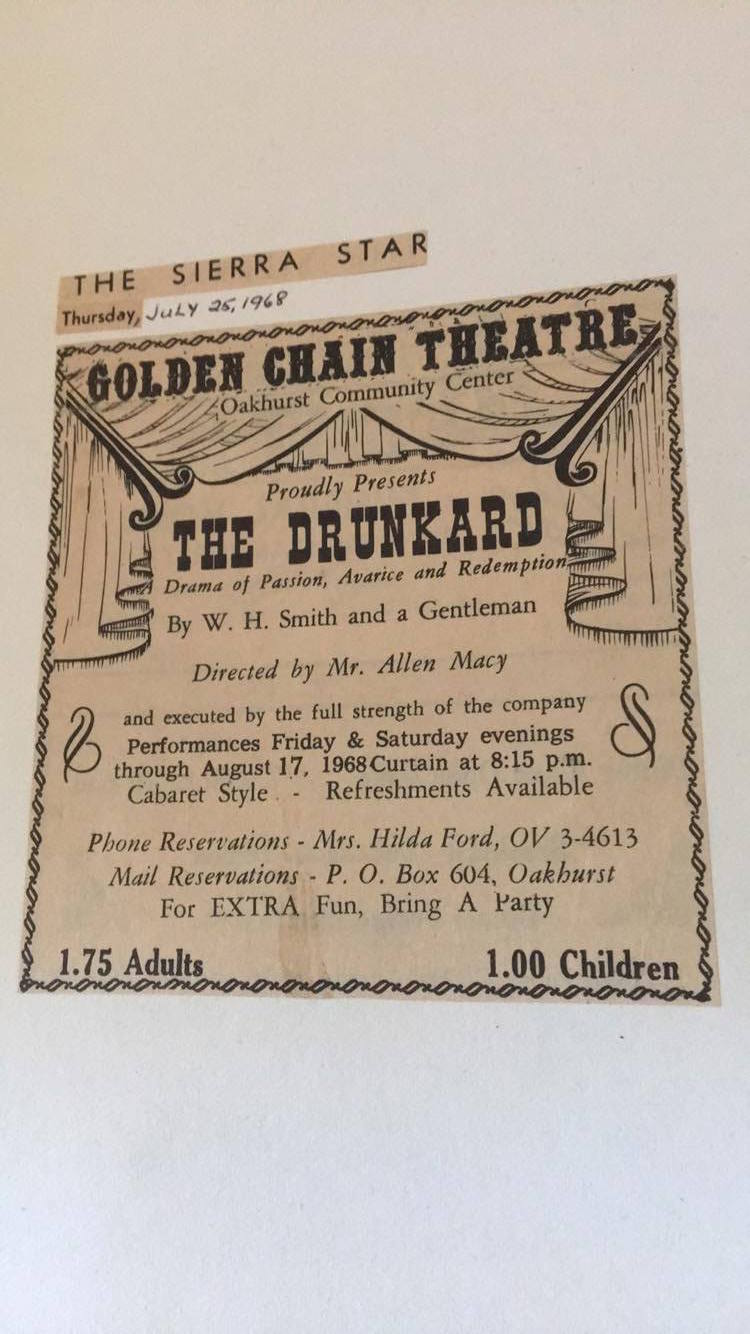 THE SIERRA STAR
Thursday, JULY 25, 1968
GOLDEN CHAIN THEATRE
Oakhurst Community Center
Proudly Presents
THE DRUNKARD
A Drama of Passion, Avarice and Redemption
By W. H. Smith and a Gentleman
Directed by Mr. Allen Macy
and executed by the full strength of the company
Performances Friday & Saturday evenings
through August 17, 1968 Curtain at 8:15 p.m.
Cabaret Style - Refreshments Available
Phone Reservations - Mrs. Hilda Ford, OV 3-4613
Mail Reservations - P. O. Box 604, Oakhurst
For EXTRA Fun, Bring A Party
1.75 Adults 1.00 Children